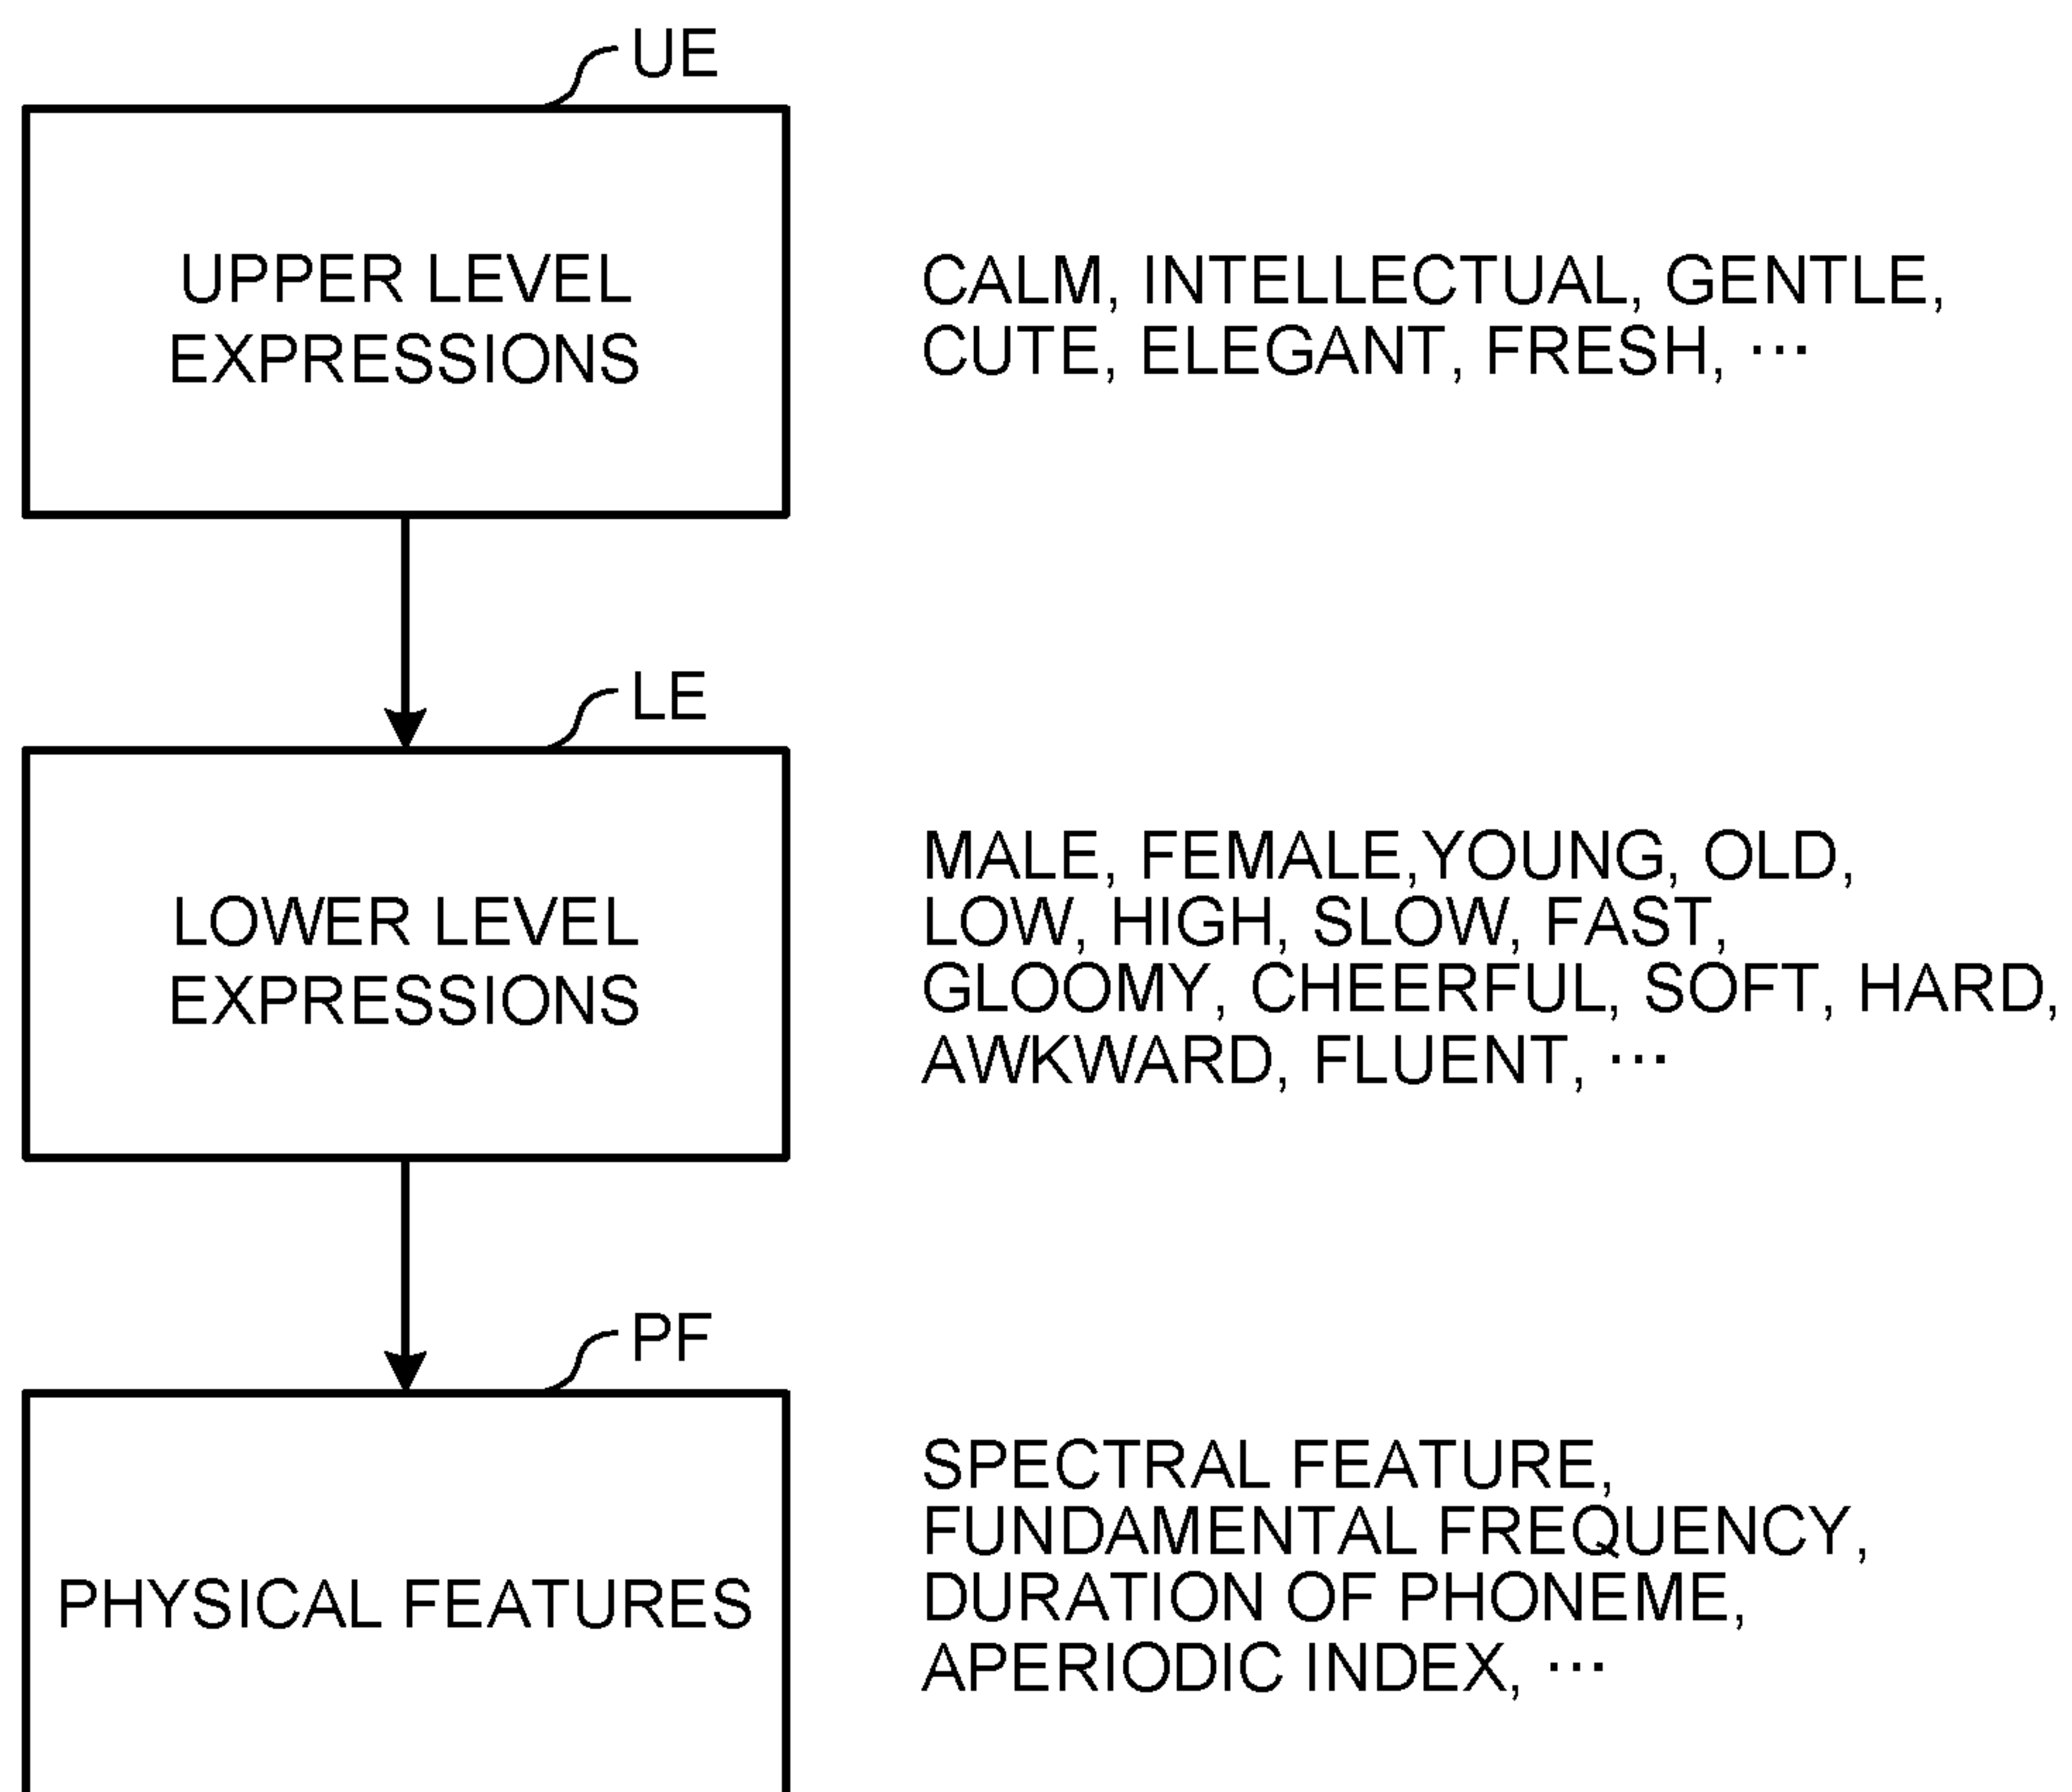 UE
UPPER LEVEL
EXPRESSIONS
CALM, INTELLECTUAL, GENTLE,
CUTE, ELEGANT, FRESH, ···
LE
LOWER LEVEL
EXPRESSIONS
MALE, FEMALE,YOUNG, OLD,
LOW, HIGH, SLOW, FAST,
GLOOMY, CHEERFUL, SOFT, HARD,
AWKWARD, FLUENT, ···
PF
PHYSICAL FEATURES
SPECTRAL FEATURE,
FUNDAMENTAL FREQUENCY,
DURATION OF PHONEME,
APERIODIC INDEX, ···